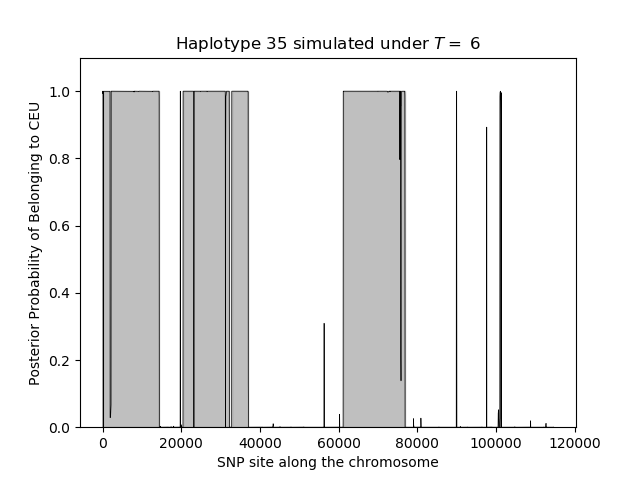 Haplotype 35 simulated under T = 6
1.0
0.8
0.6
0.4
0.2
0.0
Posterior Probability of Belonging to CEU
0 20000 40000 60000 80000 100000 120000
SNP site along the chromosome